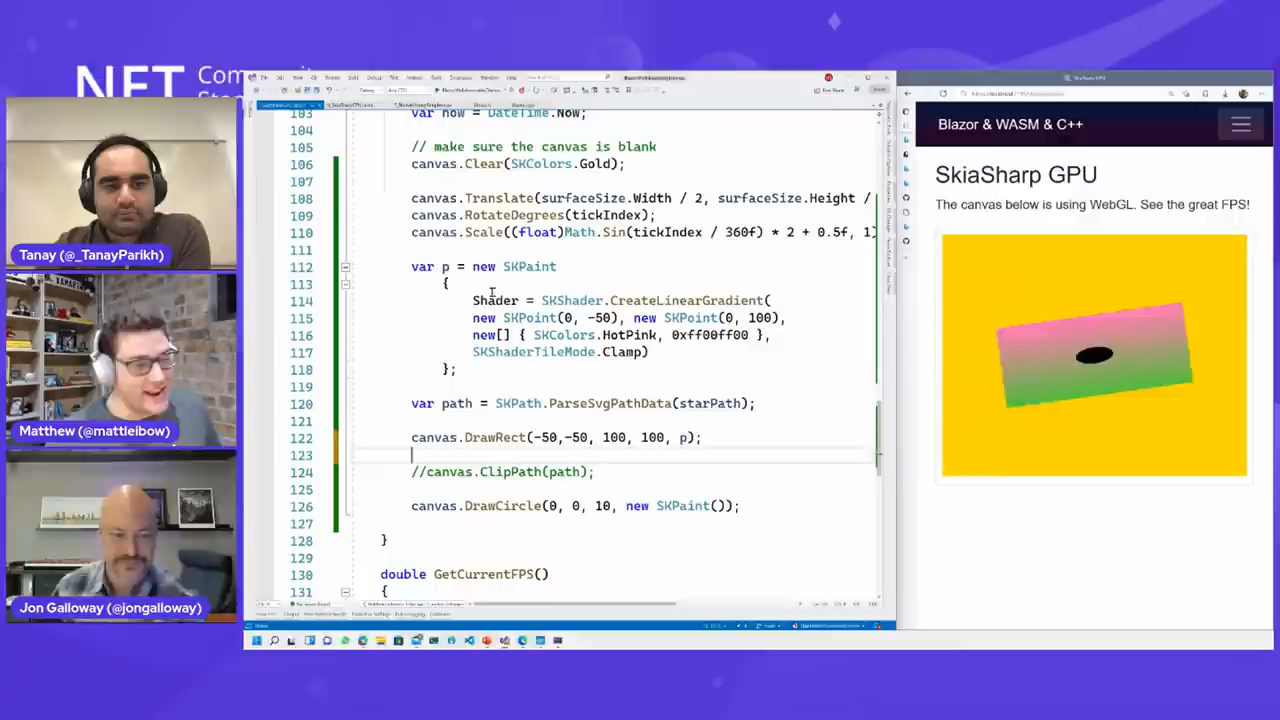 .NET Com
Sta
Tanay (@_TanayParikh)
Matthew (@mattleibow)
Jon Galloway (@jongalloway)
103 var now = DateTime.Now;
104
105 // make sure the canvas is blank
106 canvas.Clear(SKColors.Gold);
107
108 canvas.Translate(surfaceSize.Width / 2, surfaceSize.Height /
109 canvas.RotateDegrees(tickIndex);
110 canvas.Scale((float)Math.Sin(tickIndex / 360f) * 2 + 0.5f, 1)
111
112 var p = new SKPaint
113 {
114 Shader = SKShader.CreateLinearGradient(
115 new SKPoint(0, -50), new SKPoint(0, 100),
116 new[] { SKColors.HotPink, 0xff00ff00 },
117 SKShaderTileMode.Clamp)
118 };
119
120 var path = SKPath.ParseSvgPathData(starPath);
121
122 canvas.DrawRect(-50,-50, 100, 100, p);
123
124 //canvas.ClipPath(path);
125
126 canvas.DrawCircle(0, 0, 10, new SKPaint());
127
128 }
129
130 double GetCurrentFPS()
131 {
Blazor & WASM & C++
SkiaSharp GPU
The canvas below is using WebGL. See the great FPS!